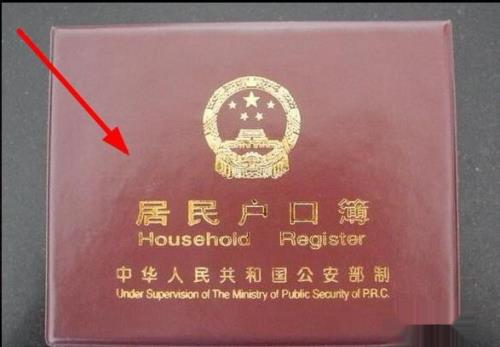 居民户口簿
Household Register
中华人民共和国公安部制
Under Supervision of The Ministry of Public Security of P.R.C.